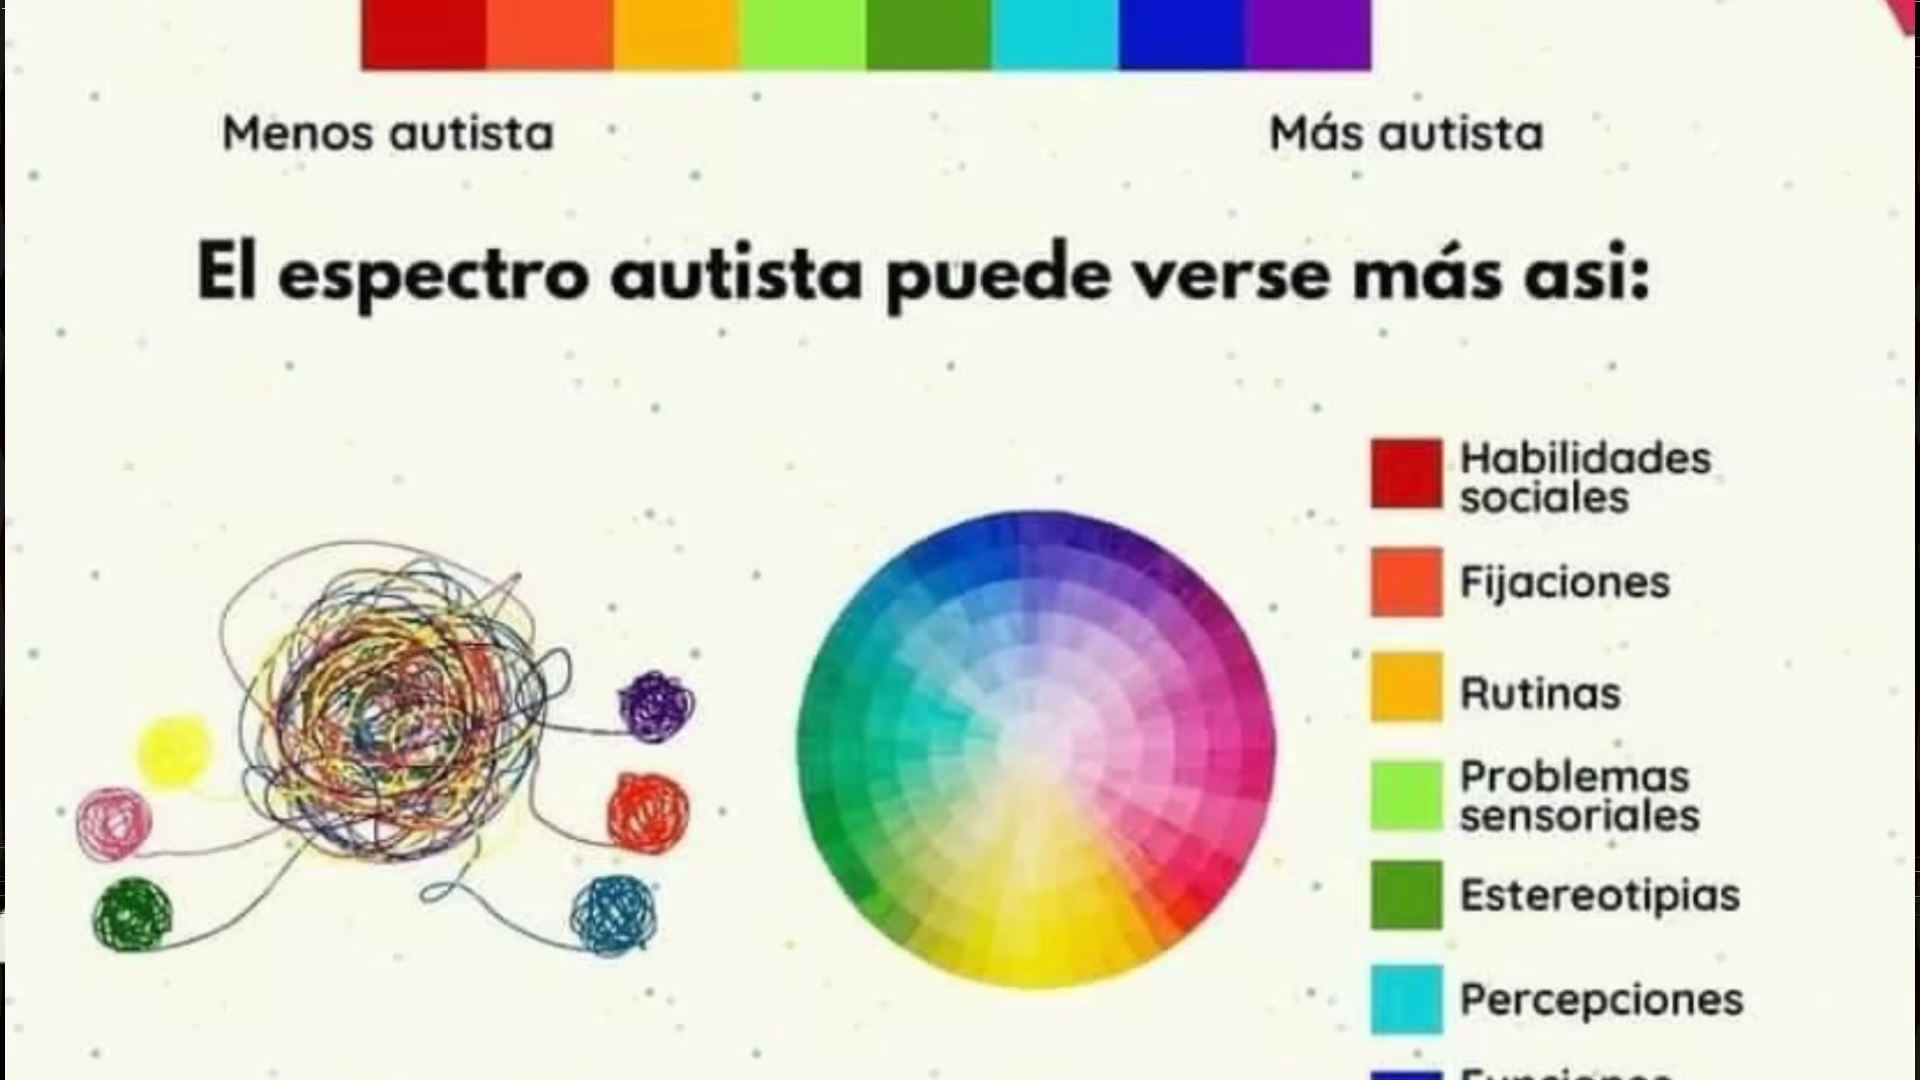 Menos autista
Más autista
El espectro autista puede verse más asi:
Habilidades
sociales
Fijaciones
Rutinas
Problemas
sensoriales
Estereotipias
Percepciones